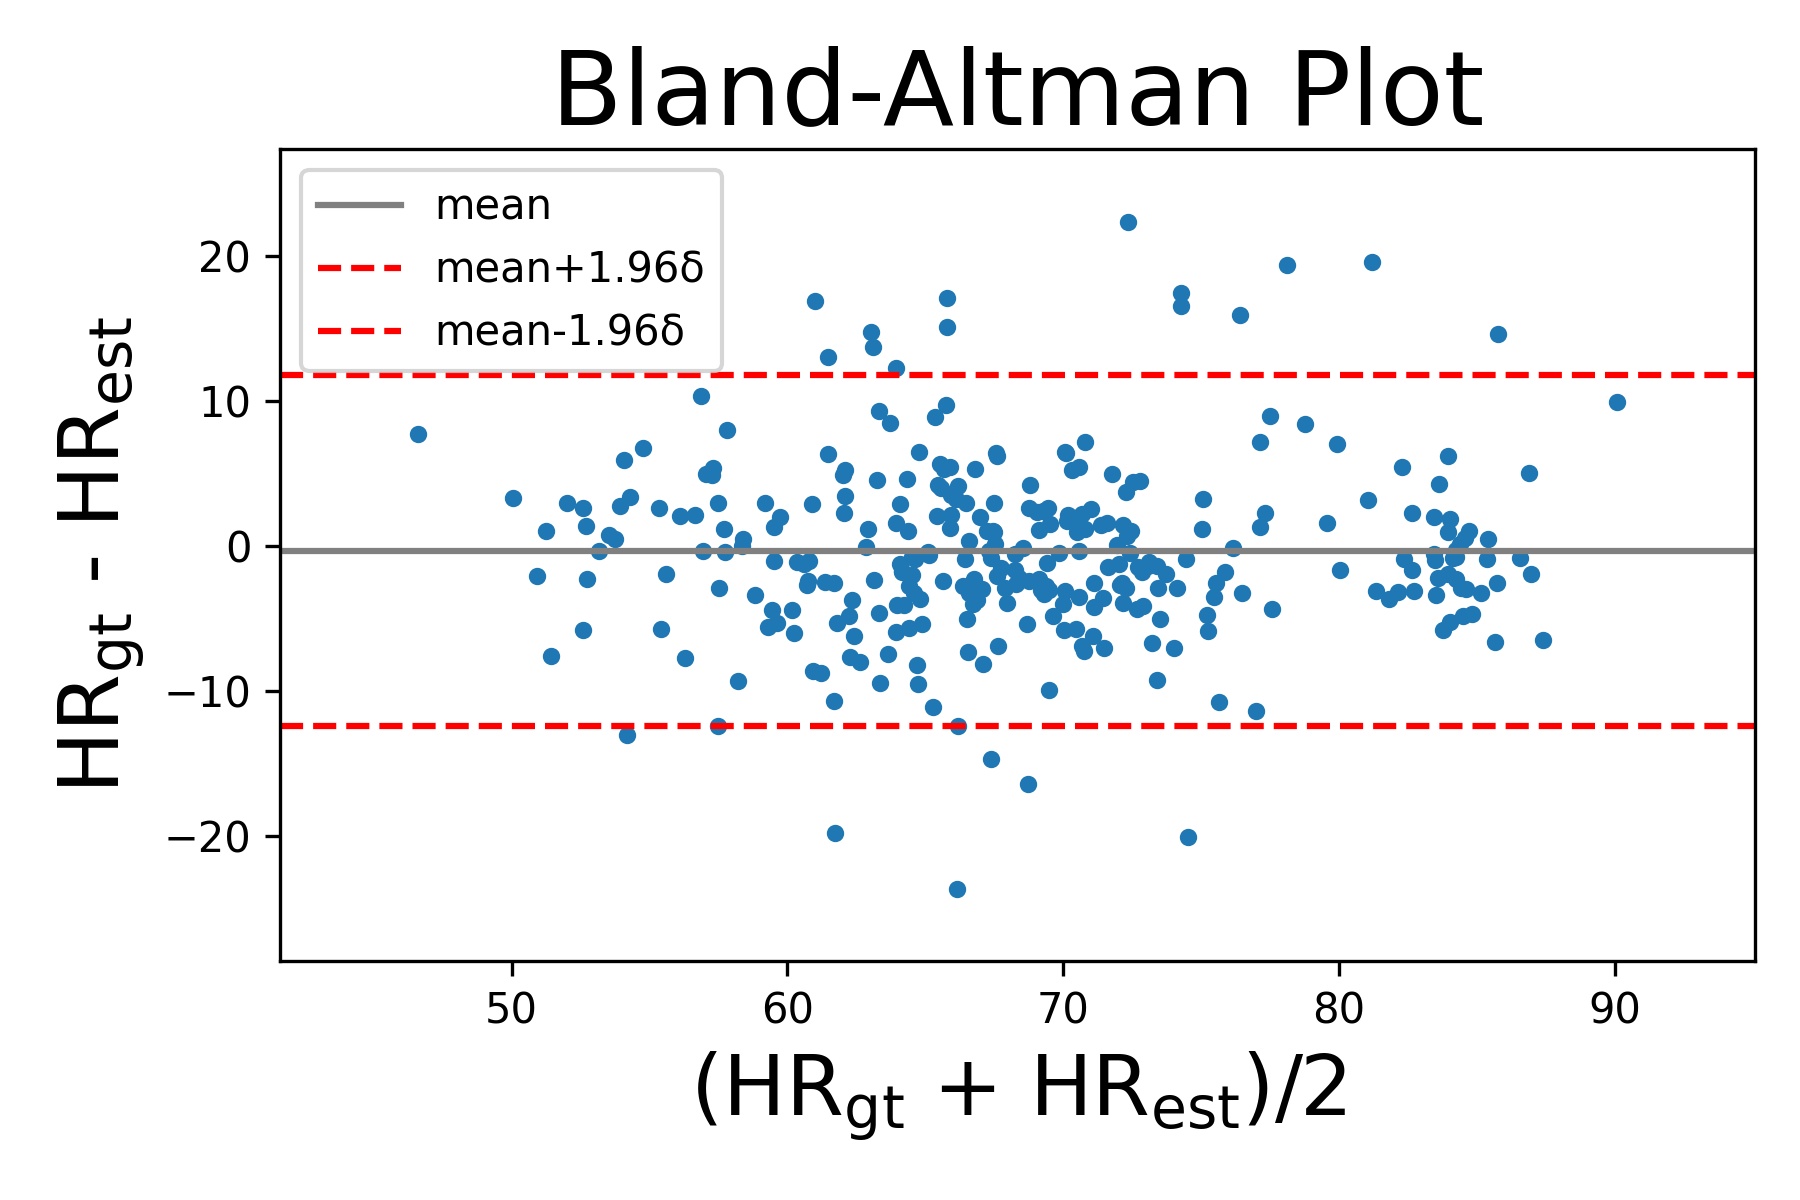 Bland-Altman Plot
mean
mean+1.96δ
mean-1.96δ
20
10
0
−10
−20
HRgt - HRest
50 60 70 80 90
(HRgt + HRest)/2